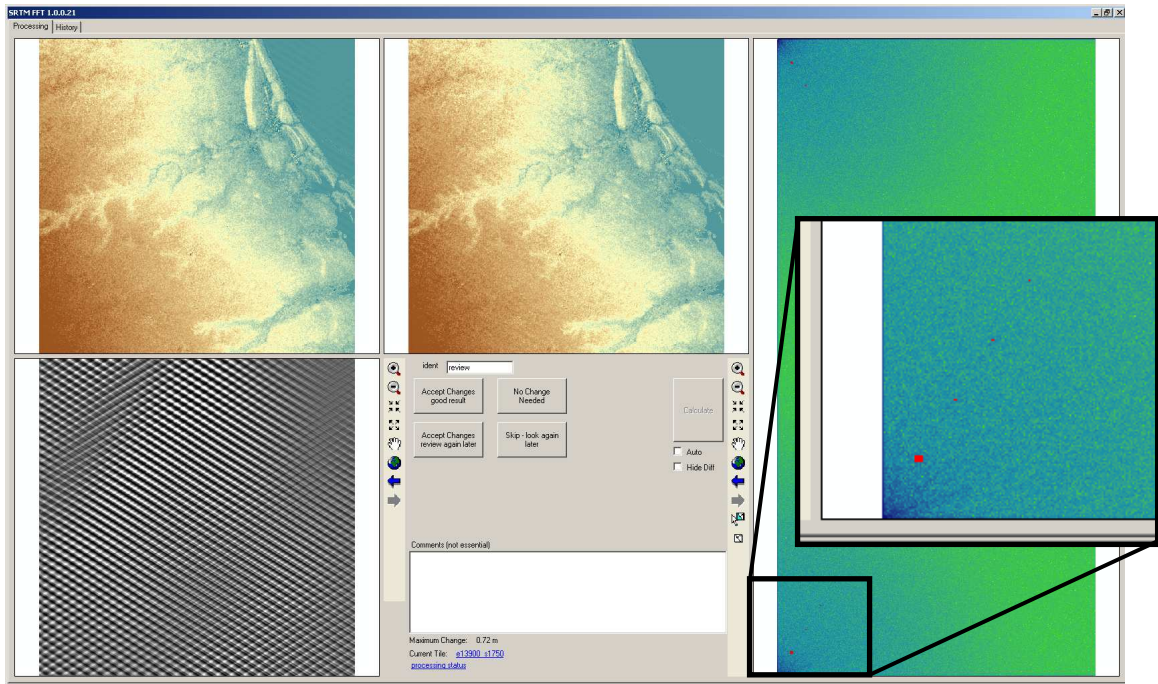 SRTM FFT 1.0.0.21
Processing History
ident review
Accept Changes
good result
No Change
Needed
Calculate
Accept Changes
review again later
Skip - look again
later
Auto
Hide Diff
Comments (not essential)
Maximum Change: 0.72 m
Current Tile: e13900_s1750
processing status